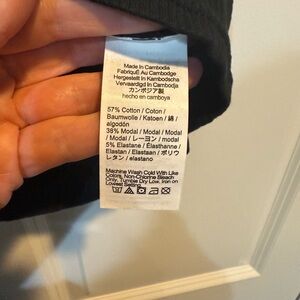 Made In Cambodia
Fabriqué Au Cambodge
Hergestellt In Kambodscha
Vervaardigd In Cambodja
カンボジア製
hecho en camboya
57% Cotton / Coton /
Baumwolle / Katoen / 綿 /
algodón
38% Modal / Modal / Modal
/ Modal / レーヨン / modal
5% Elastane / Elasthanne /
Elastan / Elastaan / ポリウ
レタン / elastano
Machine Wash Cold With Like
Colors, Non-Chlorine Bleach
Only, Tumble Dry Low, Iron on
Lowest Setting.